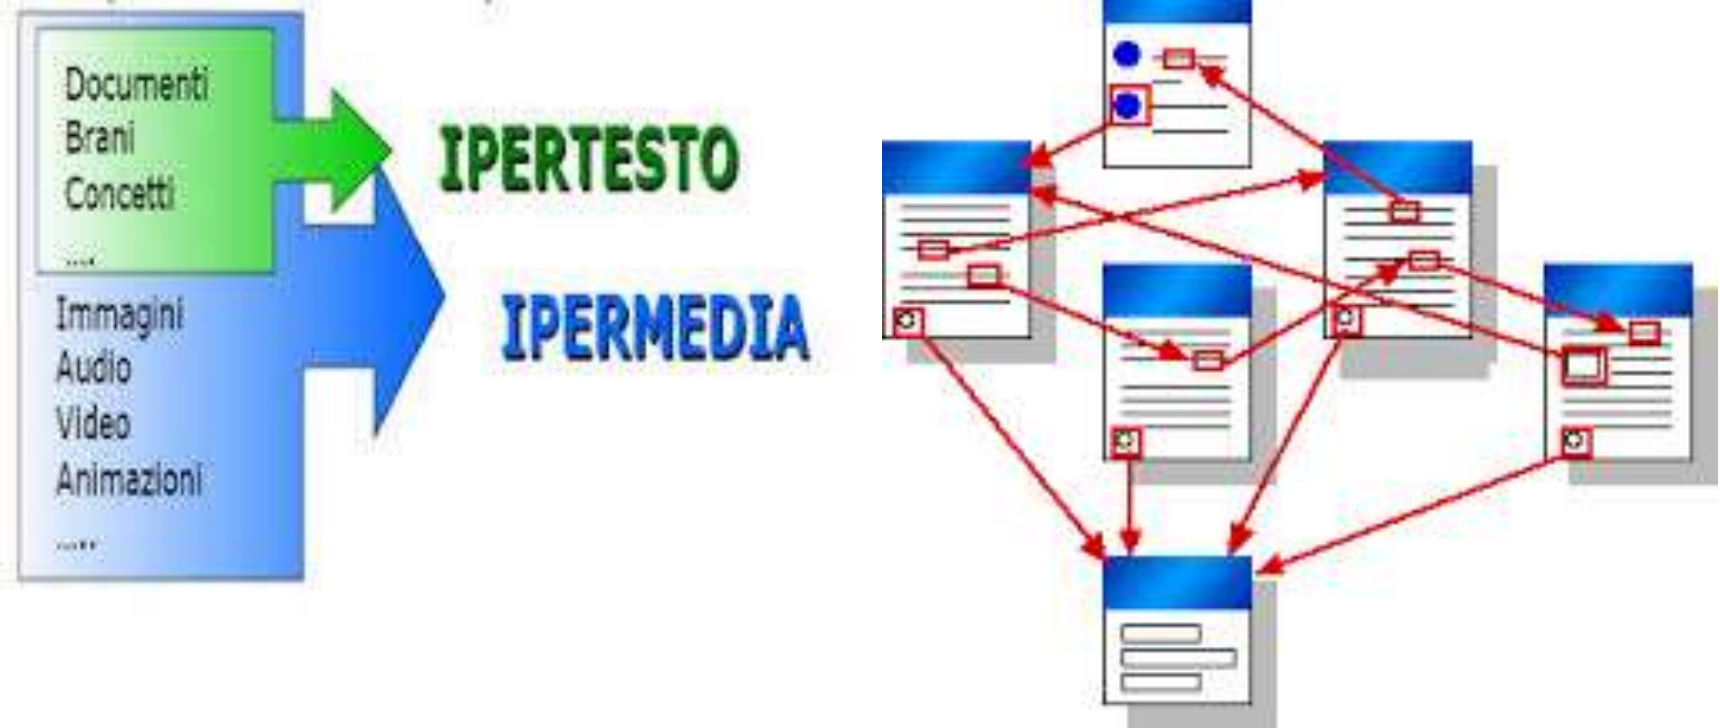 Documenti
Brani
Concetti
....
Immagini
Audio
Video
Animazioni
.....
IPERTESTO
IPERMEDIA